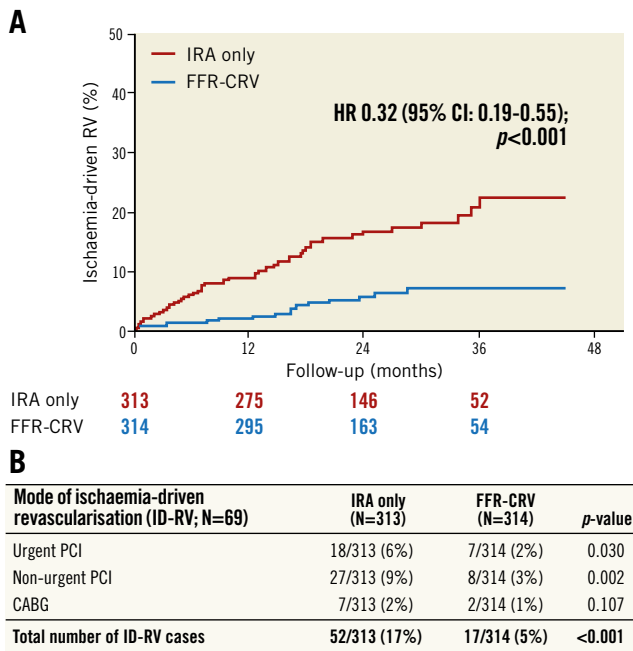 A
50
40
30
20
10
0
Ischaemia-driven RV (%)
IRA only
FFR-CRV
HR 0.32 (95% CI: 0.19-0.55);
p<0.001
0 12 24 36 48
Follow-up (months)
IRA only 313 275 146 52
FFR-CRV 314 295 163 54
B
Mode of ischaemia-driven
revascularisation (ID-RV; N=69)
IRA only
(N=313)
FFR-CRV
(N=314)
p-value
Urgent PCI 18/313 (6%) 7/314 (2%) 0.030
Non-urgent PCI 27/313 (9%) 8/314 (3%) 0.002
CABG 7/313 (2%) 2/314 (1%) 0.107
Total number of ID-RV cases 52/313 (17%) 17/314 (5%) <0.001